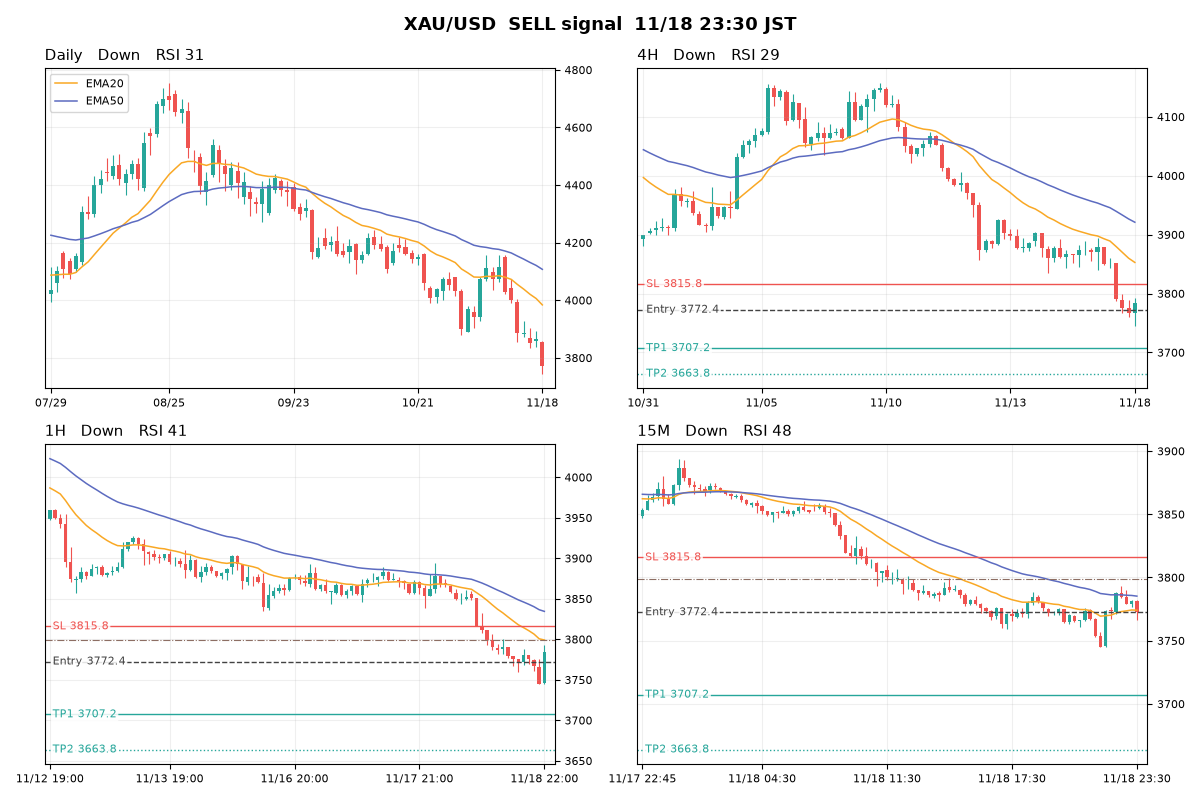 XAU/USD  SELL signal  11/18 23:30 JST
Daily   Down   RSI 31
EMA20
EMA50
4800
4600
4400
4200
4000
3800
07/29
08/25
09/23
10/21
11/18
4H   Down   RSI 29
SL 3815.8
Entry 3772.4
TP1 3707.2
TP2 3663.8
4100
4000
3900
3800
3700
10/31
11/05
11/10
11/13
11/18
1H   Down   RSI 41
SL 3815.8
Entry 3772.4
TP1 3707.2
TP2 3663.8
4000
3950
3900
3850
3800
3750
3700
3650
11/12 19:00
11/13 19:00
11/16 20:00
11/17 21:00
11/18 22:00
15M   Down   RSI 48
SL 3815.8
Entry 3772.4
TP1 3707.2
TP2 3663.8
3900
3850
3800
3750
3700
11/17 22:45
11/18 04:30
11/18 11:30
11/18 17:30
11/18 23:30